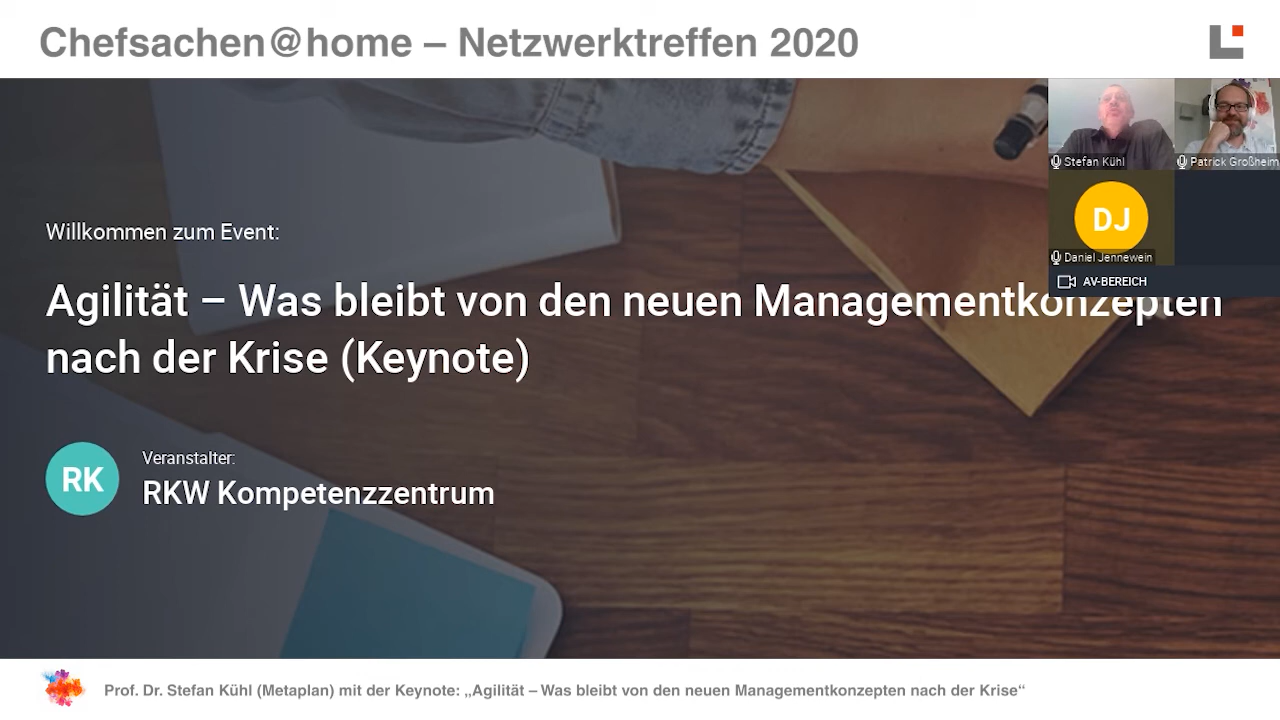 Chefsachen@home – Netzwerktreffen 2020
Stefan Kühl
Patrick Großheim
DJ
Daniel Jennewein
AV-BEREICH
Willkommen zum Event:
Agilität – Was bleibt von den neuen Managementkonzepten
nach der Krise (Keynote)
RK
Veranstalter:
RKW Kompetenzzentrum
Prof. Dr. Stefan Kühl (Metaplan) mit der Keynote: „Agilität – Was bleibt von den neuen Managementkonzepten nach der Krise“